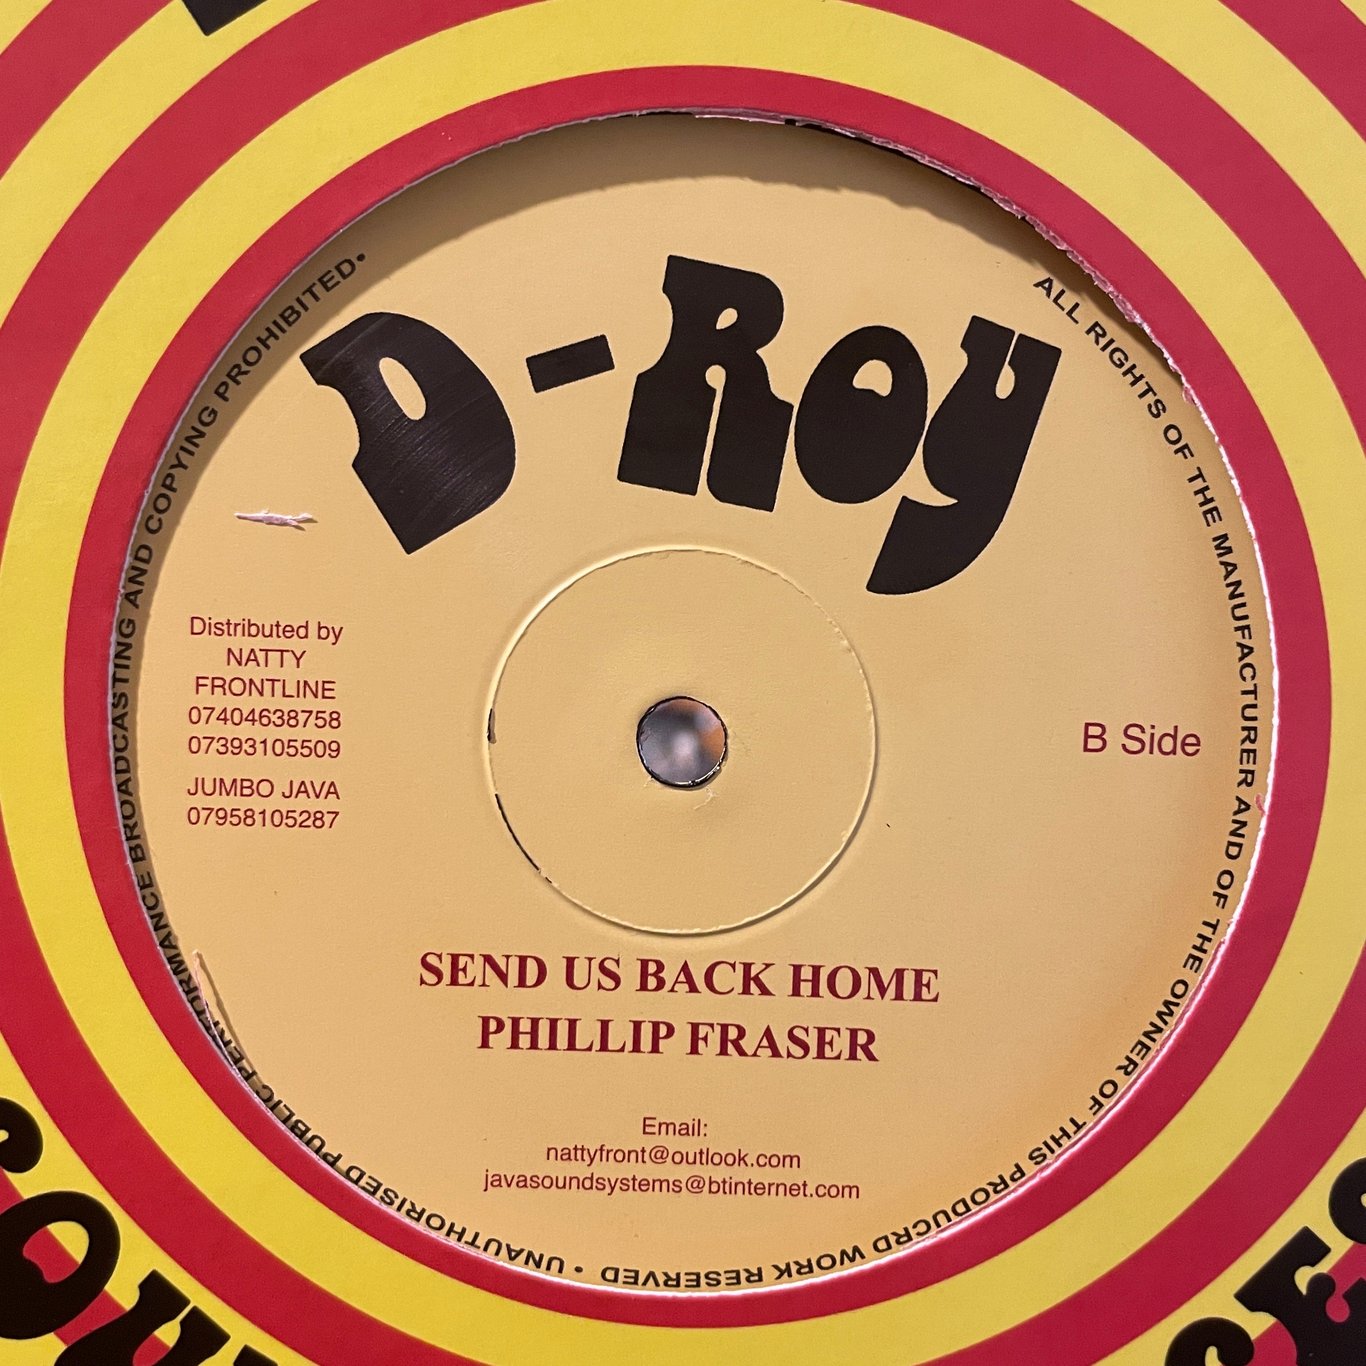 D-Roy
ALL RIGHTS OF THE MANUFACTURER AND OF THE OWNER OF THIS PRODUCRD WORK RESERVED • UNAUTHORISED PUBLIC PERFORMANCE BROADCASTING AND COPYING PROHIBITED•
Distributed by
NATTY
FRONTLINE
07404638758
07393105509
JUMBO JAVA
07958105287
B Side
SEND US BACK HOME
PHILLIP FRASER
Email:
nattyfront@outlook.com
javasoundsystems@btinternet.com